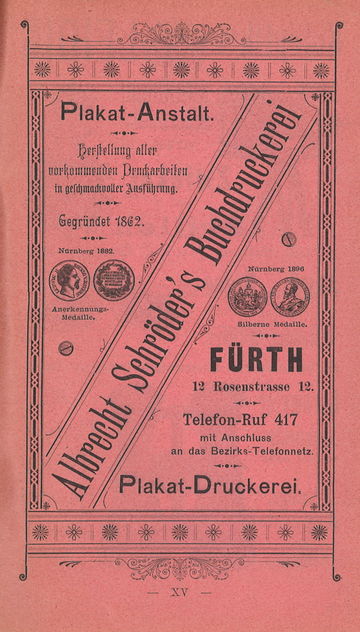 Plakat-Anstalt.
Herstellung aller
vorkommenden Druckarbeiten
in geschmackvoller Ausführung.
Gegründet 1862.
Nürnberg 1882.
Anerkennungs-
Medaille.
Albrecht Schröder's Buchdruckerei
Nürnberg 1896
Silberne Medaille.
FÜRTH
12 Rosenstrasse 12.
Telefon-Ruf 417
mit Anschluss
an das Bezirks-Telefonnetz.
Plakat-Druckerei.
— XV —